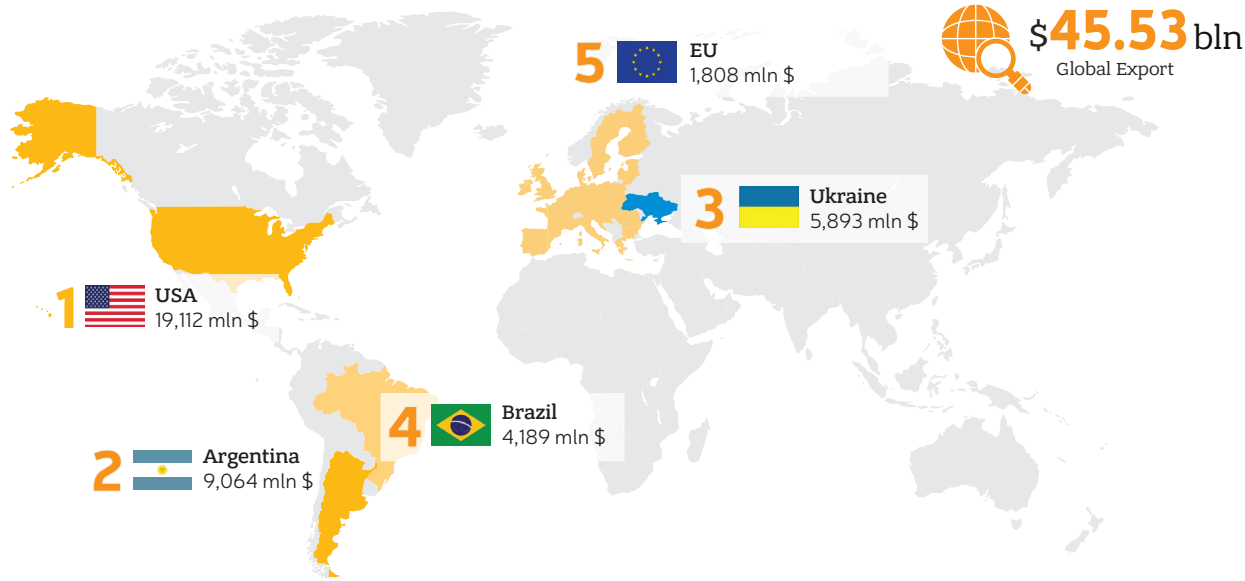 $45.53 bln
Global Export
5
EU
1,808 mln $
3
Ukraine
5,893 mln $
1
USA
19,112 mln $
4
Brazil
4,189 mln $
2
Argentina
9,064 mln $